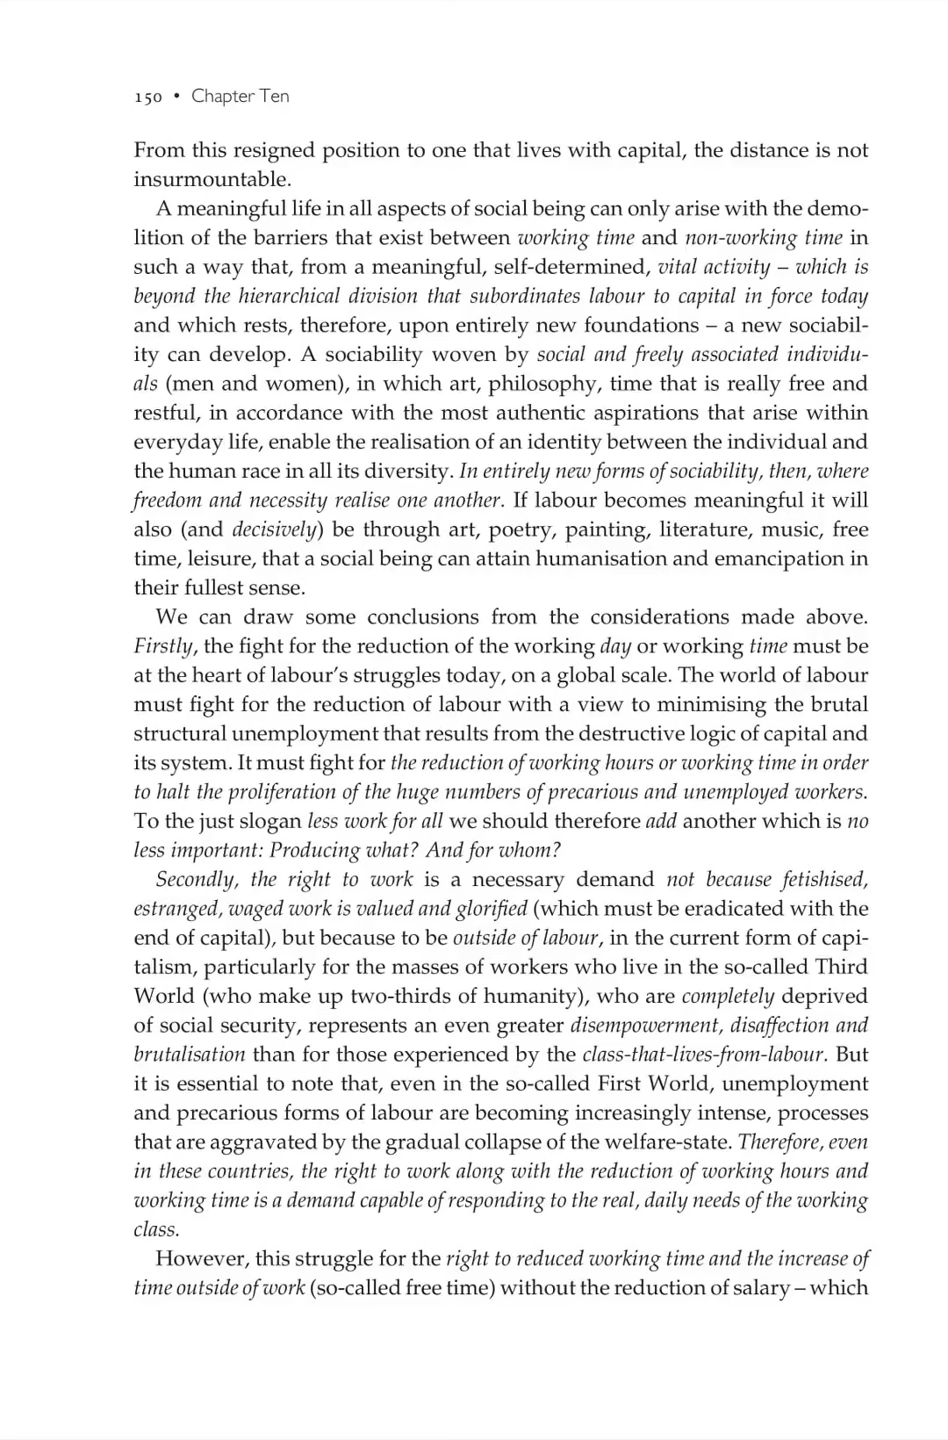 150 • Chapter Ten
From this resigned position to one that lives with capital, the distance is not
insurmountable.
A meaningful life in all aspects of social being can only arise with the demo-
lition of the barriers that exist between working time and non-working time in
such a way that, from a meaningful, self-determined, vital activity – which is
beyond the hierarchical division that subordinates labour to capital in force today
and which rests, therefore, upon entirely new foundations – a new sociabil-
ity can develop. A sociability woven by social and freely associated individu-
als (men and women), in which art, philosophy, time that is really free and
restful, in accordance with the most authentic aspirations that arise within
everyday life, enable the realisation of an identity between the individual and
the human race in all its diversity. In entirely new forms of sociability, then, where
freedom and necessity realise one another. If labour becomes meaningful it will
also (and decisively) be through art, poetry, painting, literature, music, free
time, leisure, that a social being can attain humanisation and emancipation in
their fullest sense.
We can draw some conclusions from the considerations made above.
Firstly, the fight for the reduction of the working day or working time must be
at the heart of labour’s struggles today, on a global scale. The world of labour
must fight for the reduction of labour with a view to minimising the brutal
structural unemployment that results from the destructive logic of capital and
its system. It must fight for the reduction of working hours or working time in order
to halt the proliferation of the huge numbers of precarious and unemployed workers.
To the just slogan less work for all we should therefore add another which is no
less important: Producing what? And for whom?
Secondly, the right to work is a necessary demand not because fetishised,
estranged, waged work is valued and glorified (which must be eradicated with the
end of capital), but because to be outside of labour, in the current form of capi-
talism, particularly for the masses of workers who live in the so-called Third
World (who make up two-thirds of humanity), who are completely deprived
of social security, represents an even greater disempowerment, disaffection and
brutalisation than for those experienced by the class-that-lives-from-labour. But
it is essential to note that, even in the so-called First World, unemployment
and precarious forms of labour are becoming increasingly intense, processes
that are aggravated by the gradual collapse of the welfare-state. Therefore, even
in these countries, the right to work along with the reduction of working hours and
working time is a demand capable of responding to the real, daily needs of the working
class.
However, this struggle for the right to reduced working time and the increase of
time outside of work (so-called free time) without the reduction of salary – which